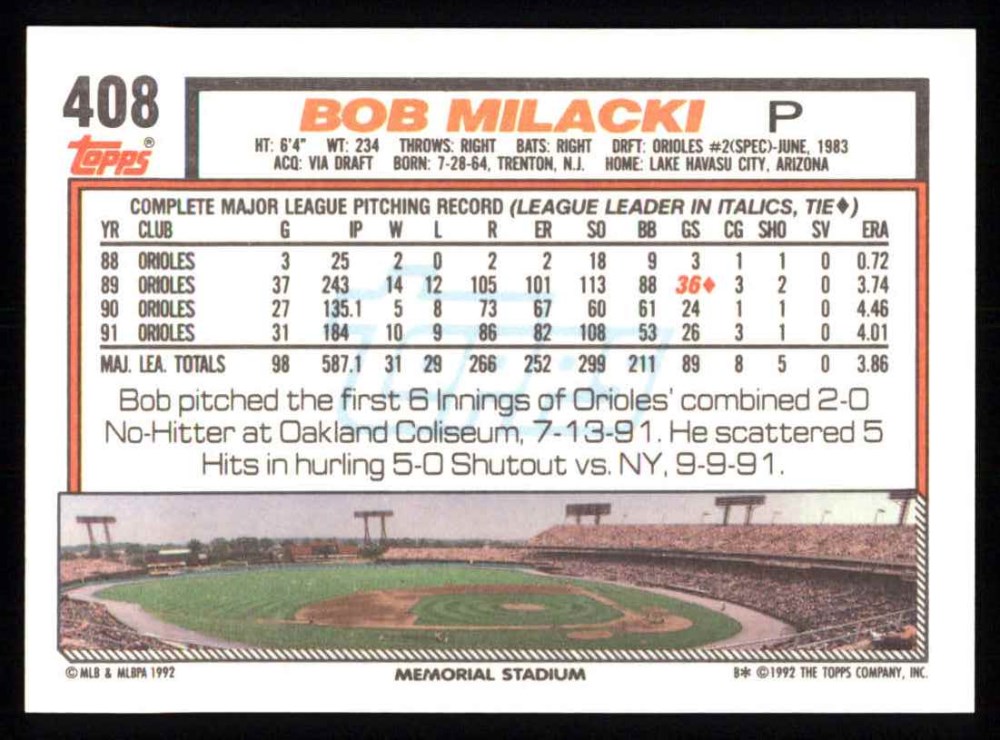 408
BOB MILACKI P
topps®
HT: 6'4" WT: 234 THROWS: RIGHT BATS: RIGHT DRFT: ORIOLES #2(SPEC)-JUNE, 1983
ACQ: VIA DRAFT BORN: 7-28-64, TRENTON, N.J. HOME: LAKE HAVASU CITY, ARIZONA
COMPLETE MAJOR LEAGUE PITCHING RECORD (LEAGUE LEADER IN ITALICS, TIE♦)
YR CLUB G IP W L R ER SO BB GS CG SHO SV ERA
88 ORIOLES 3 25 2 0 2 2 18 9 3 1 1 0 0.72
89 ORIOLES 37 243 14 12 105 101 113 88 36♦ 3 2 0 3.74
90 ORIOLES 27 135.1 5 8 73 67 60 61 24 1 1 0 4.46
91 ORIOLES 31 184 10 9 86 82 108 53 26 3 1 0 4.01
MAJ. LEA. TOTALS 98 587.1 31 29 266 252 299 211 89 8 5 0 3.86
topps
Bob pitched the first 6 Innings of Orioles' combined 2-0
No-Hitter at Oakland Coliseum, 7-13-91. He scattered 5
Hits in hurling 5-0 Shutout vs. NY, 9-9-91.
© MLB & MLBPA 1992
MEMORIAL STADIUM
B* ©1992 THE TOPPS COMPANY, INC.